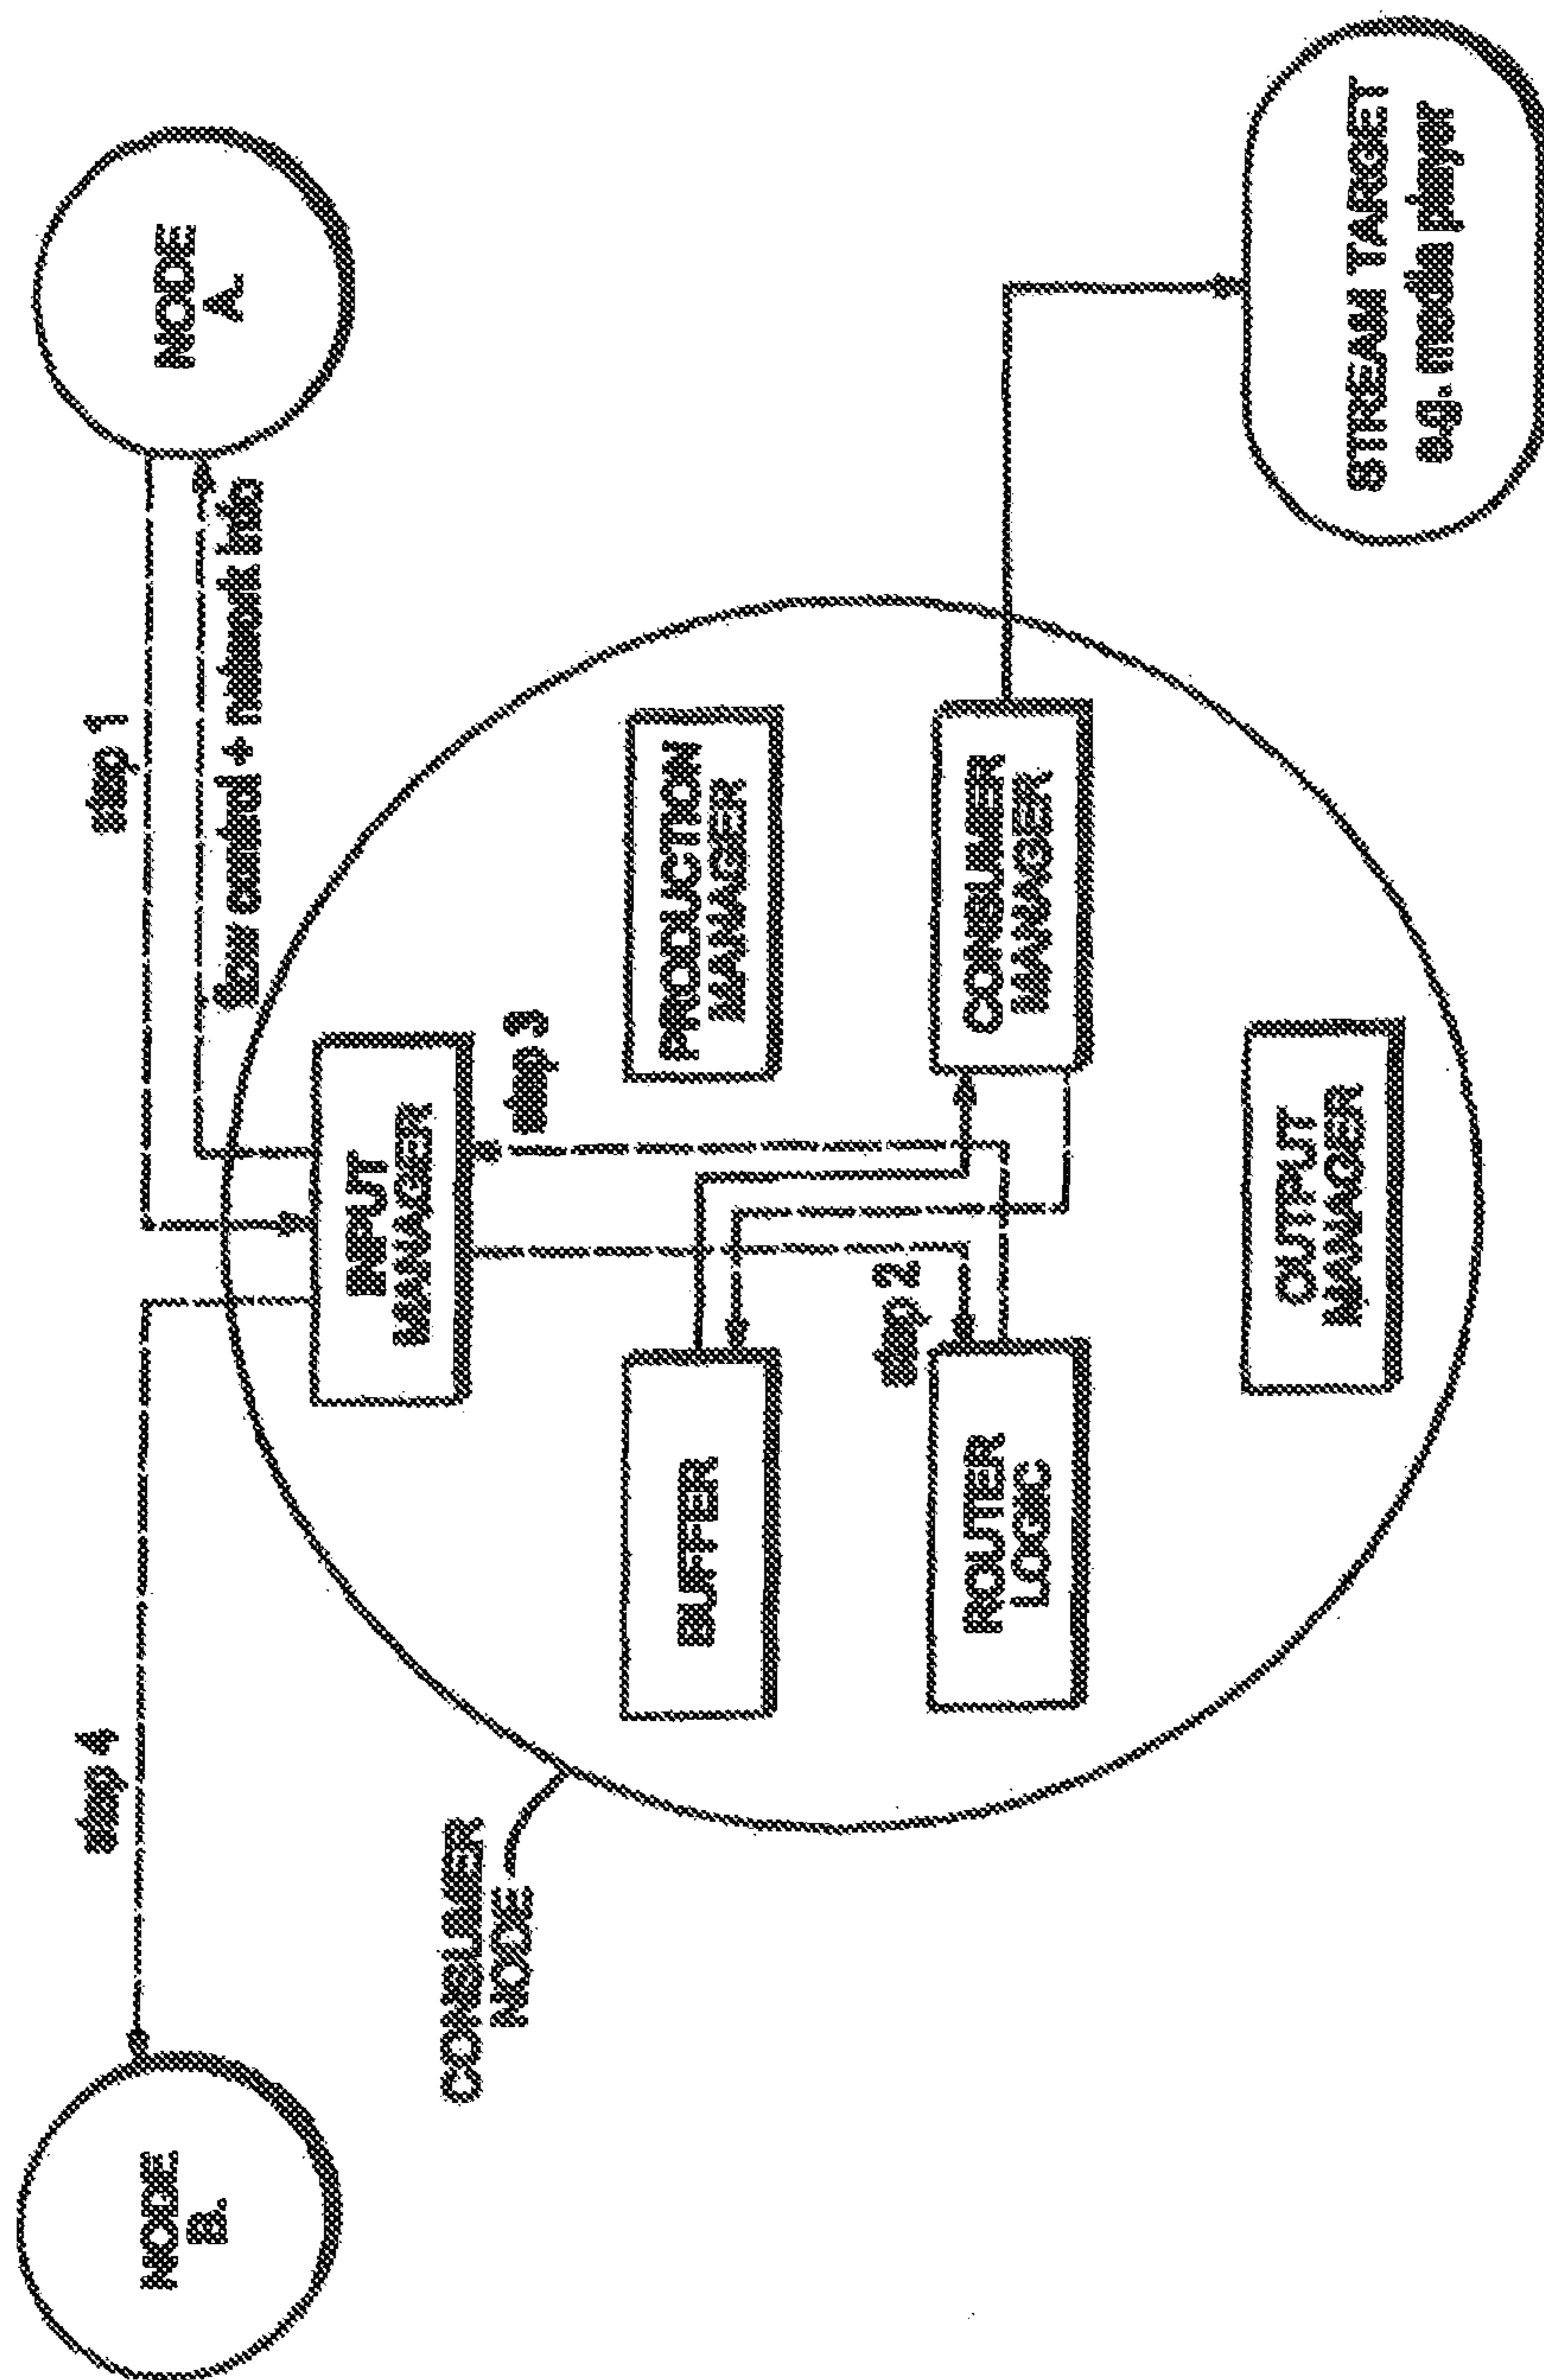 NODE
B.
step 4
CONSUMER
NODE
step 1
flow control + network info
NODE
A.
INPUT
MANAGER
step 3
BUFFER
PRODUCTION
MANAGER
step 2
ROUTER
LOGIC
CONSUMER
MANAGER
OUTPUT
MANAGER
STREAM TARGET
e.g. media player